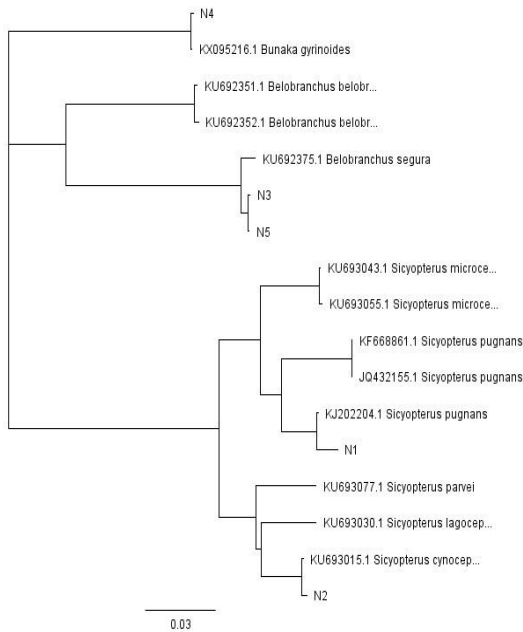 N4
KX095216.1 Bunaka gyrinoides
KU692351.1 Belobranchus belobr...
KU692352.1 Belobranchus belobr...
KU692375.1 Belobranchus segura
N3
N5
KU693043.1 Sicyopterus microce...
KU693055.1 Sicyopterus microce...
KF668861.1 Sicyopterus pugnans
JQ432155.1 Sicyopterus pugnans
KJ202204.1 Sicyopterus pugnans
N1
KU693077.1 Sicyopterus parvei
KU693030.1 Sicyopterus lagocep...
KU693015.1 Sicyopterus cynocep...
N2
0.03